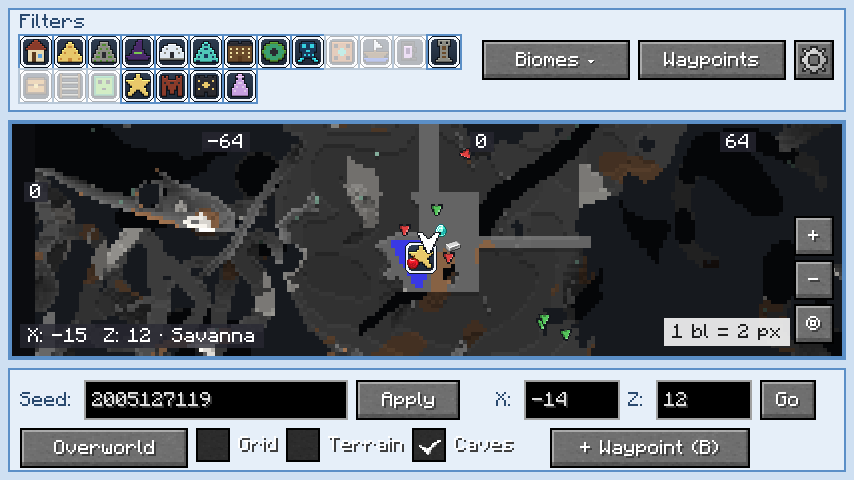 Filters
Biomes
Waypoints
-64
0
64
0
+
-
X: -15 Z: 12 · Savanna
1 bl = 2 px
Seed:
2005127119
Apply
X:
-14
Z:
12
Go
Overworld
Grid
Terrain
Caves
+ Waypoint (B)